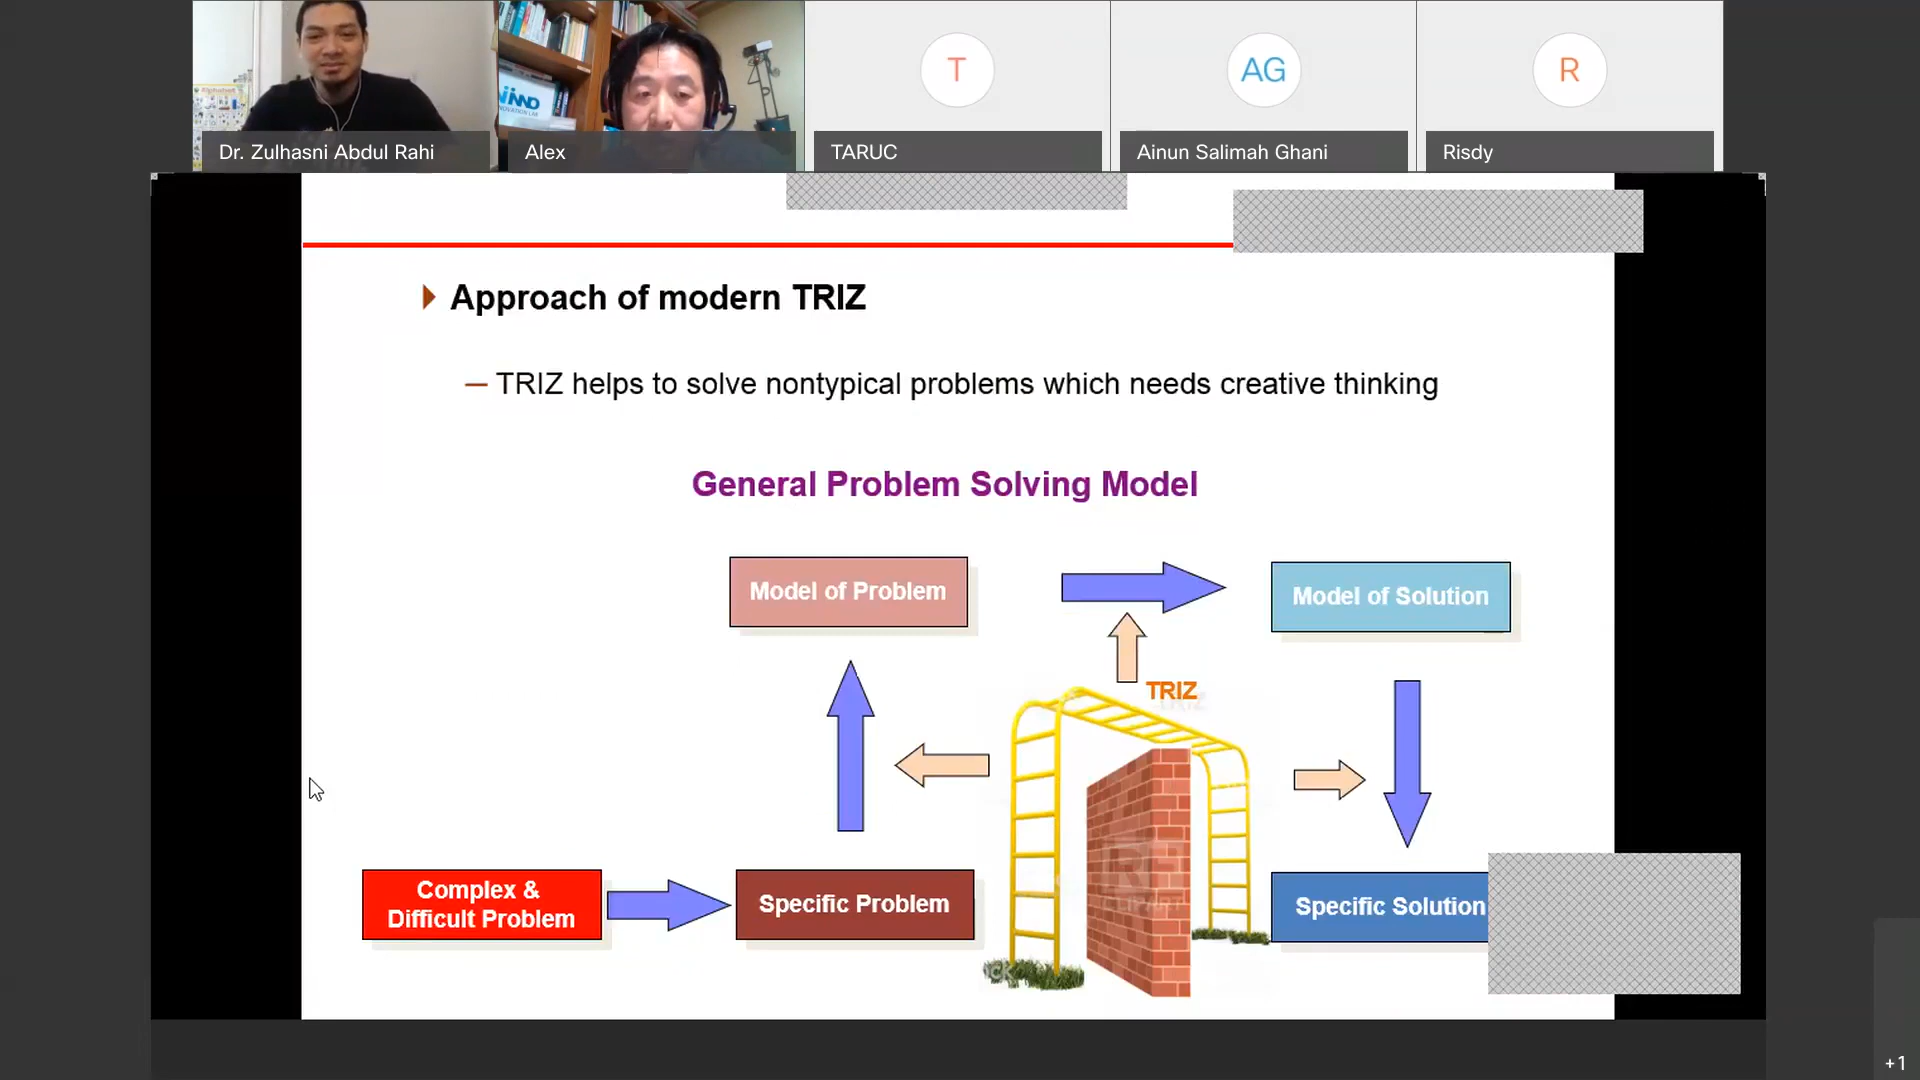 Dr. Zulhasni Abdul Rahi
Alex
TARUC
Ainun Salimah Ghani
Risdy
T
AG
R
Approach of modern TRIZ
TRIZ helps to solve nontypical problems which needs creative thinking
General Problem Solving Model
Model of Problem
Model of Solution
TRIZ
Complex &
Difficult Problem
Specific Problem
Specific Solution
+1